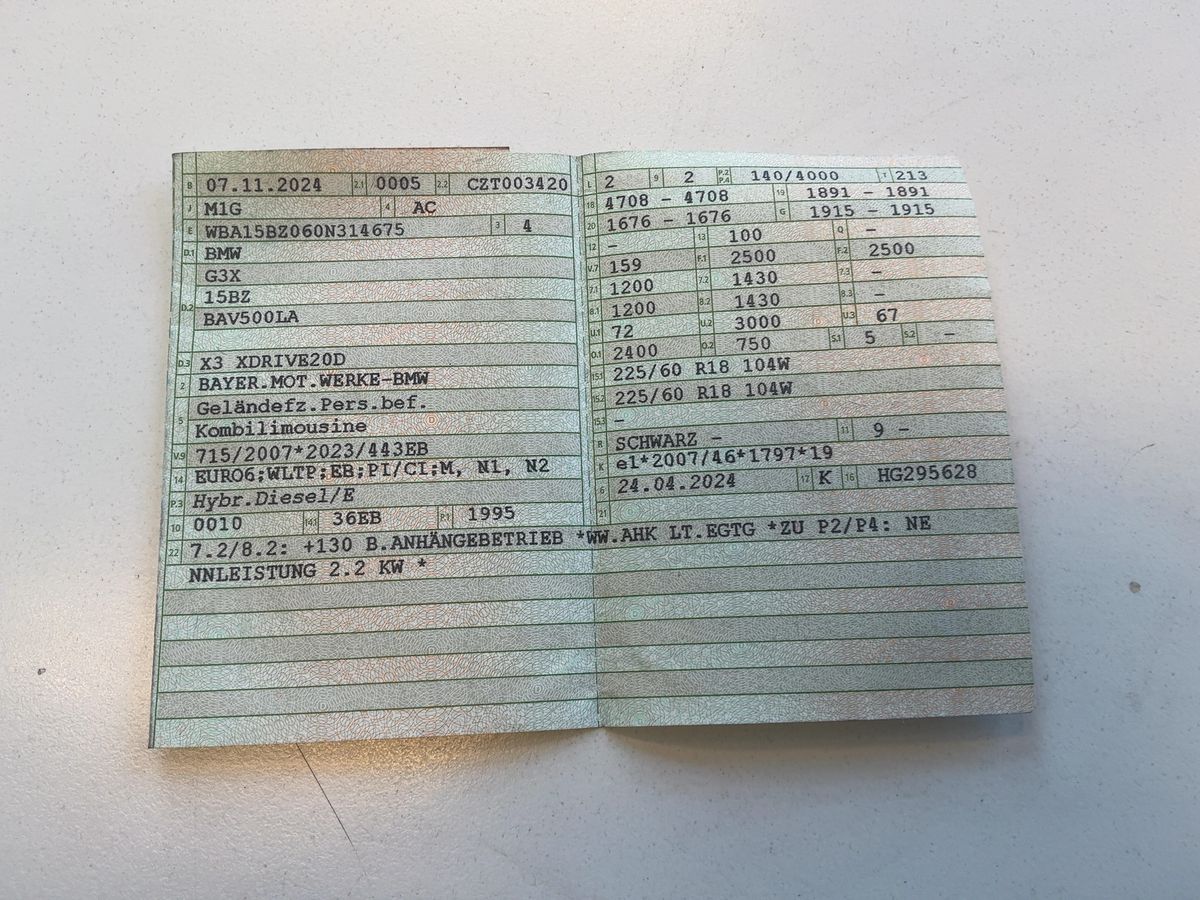 B 07.11.2024 2.1 0005 2.2 CZT003420
J M1G 4 AC
E WBA15BZ060N314675 3 4
D.1 BMW
G3X
D.2 15BZ
BAV500LA
D.3 X3 XDRIVE20D
2 BAYER.MOT.WERKE-BMW
Geländefz.Pers.bef.
5 Kombilimousine
V.9 715/2007*2023/443EB
14 EURO6;WLTP;EB;PI/CI;M, N1, N2
P.3 Hybr.Diesel/E
10 0010 14.1 36EB P.1 1995
L 2 9 2 P.2 P.4 140/4000 T 213
18 4708 - 4708 19 1891 - 1891
20 1676 - 1676 G 1915 - 1915
12 - 13 100 Q -
V.7 159 F.1 2500 F.2 2500
7.1 1200 7.2 1430 7.3 -
8.1 1200 8.2 1430 8.3 -
U.1 72 U.2 3000 U.3 67
O.1 2400 O.2 750 S.1 5 S.2 -
15.1 225/60 R18 104W
15.2 225/60 R18 104W
15.3 -
R SCHWARZ - 11 9 -
K e1*2007/46*1797*19
6 24.04.2024 17 K 16 HG295628
21
22 7.2/8.2: +130 B.ANHÄNGEBETRIEB *WW.AHK LT.EGTG *ZU P2/P4: NE
NNLEISTUNG 2.2 KW *